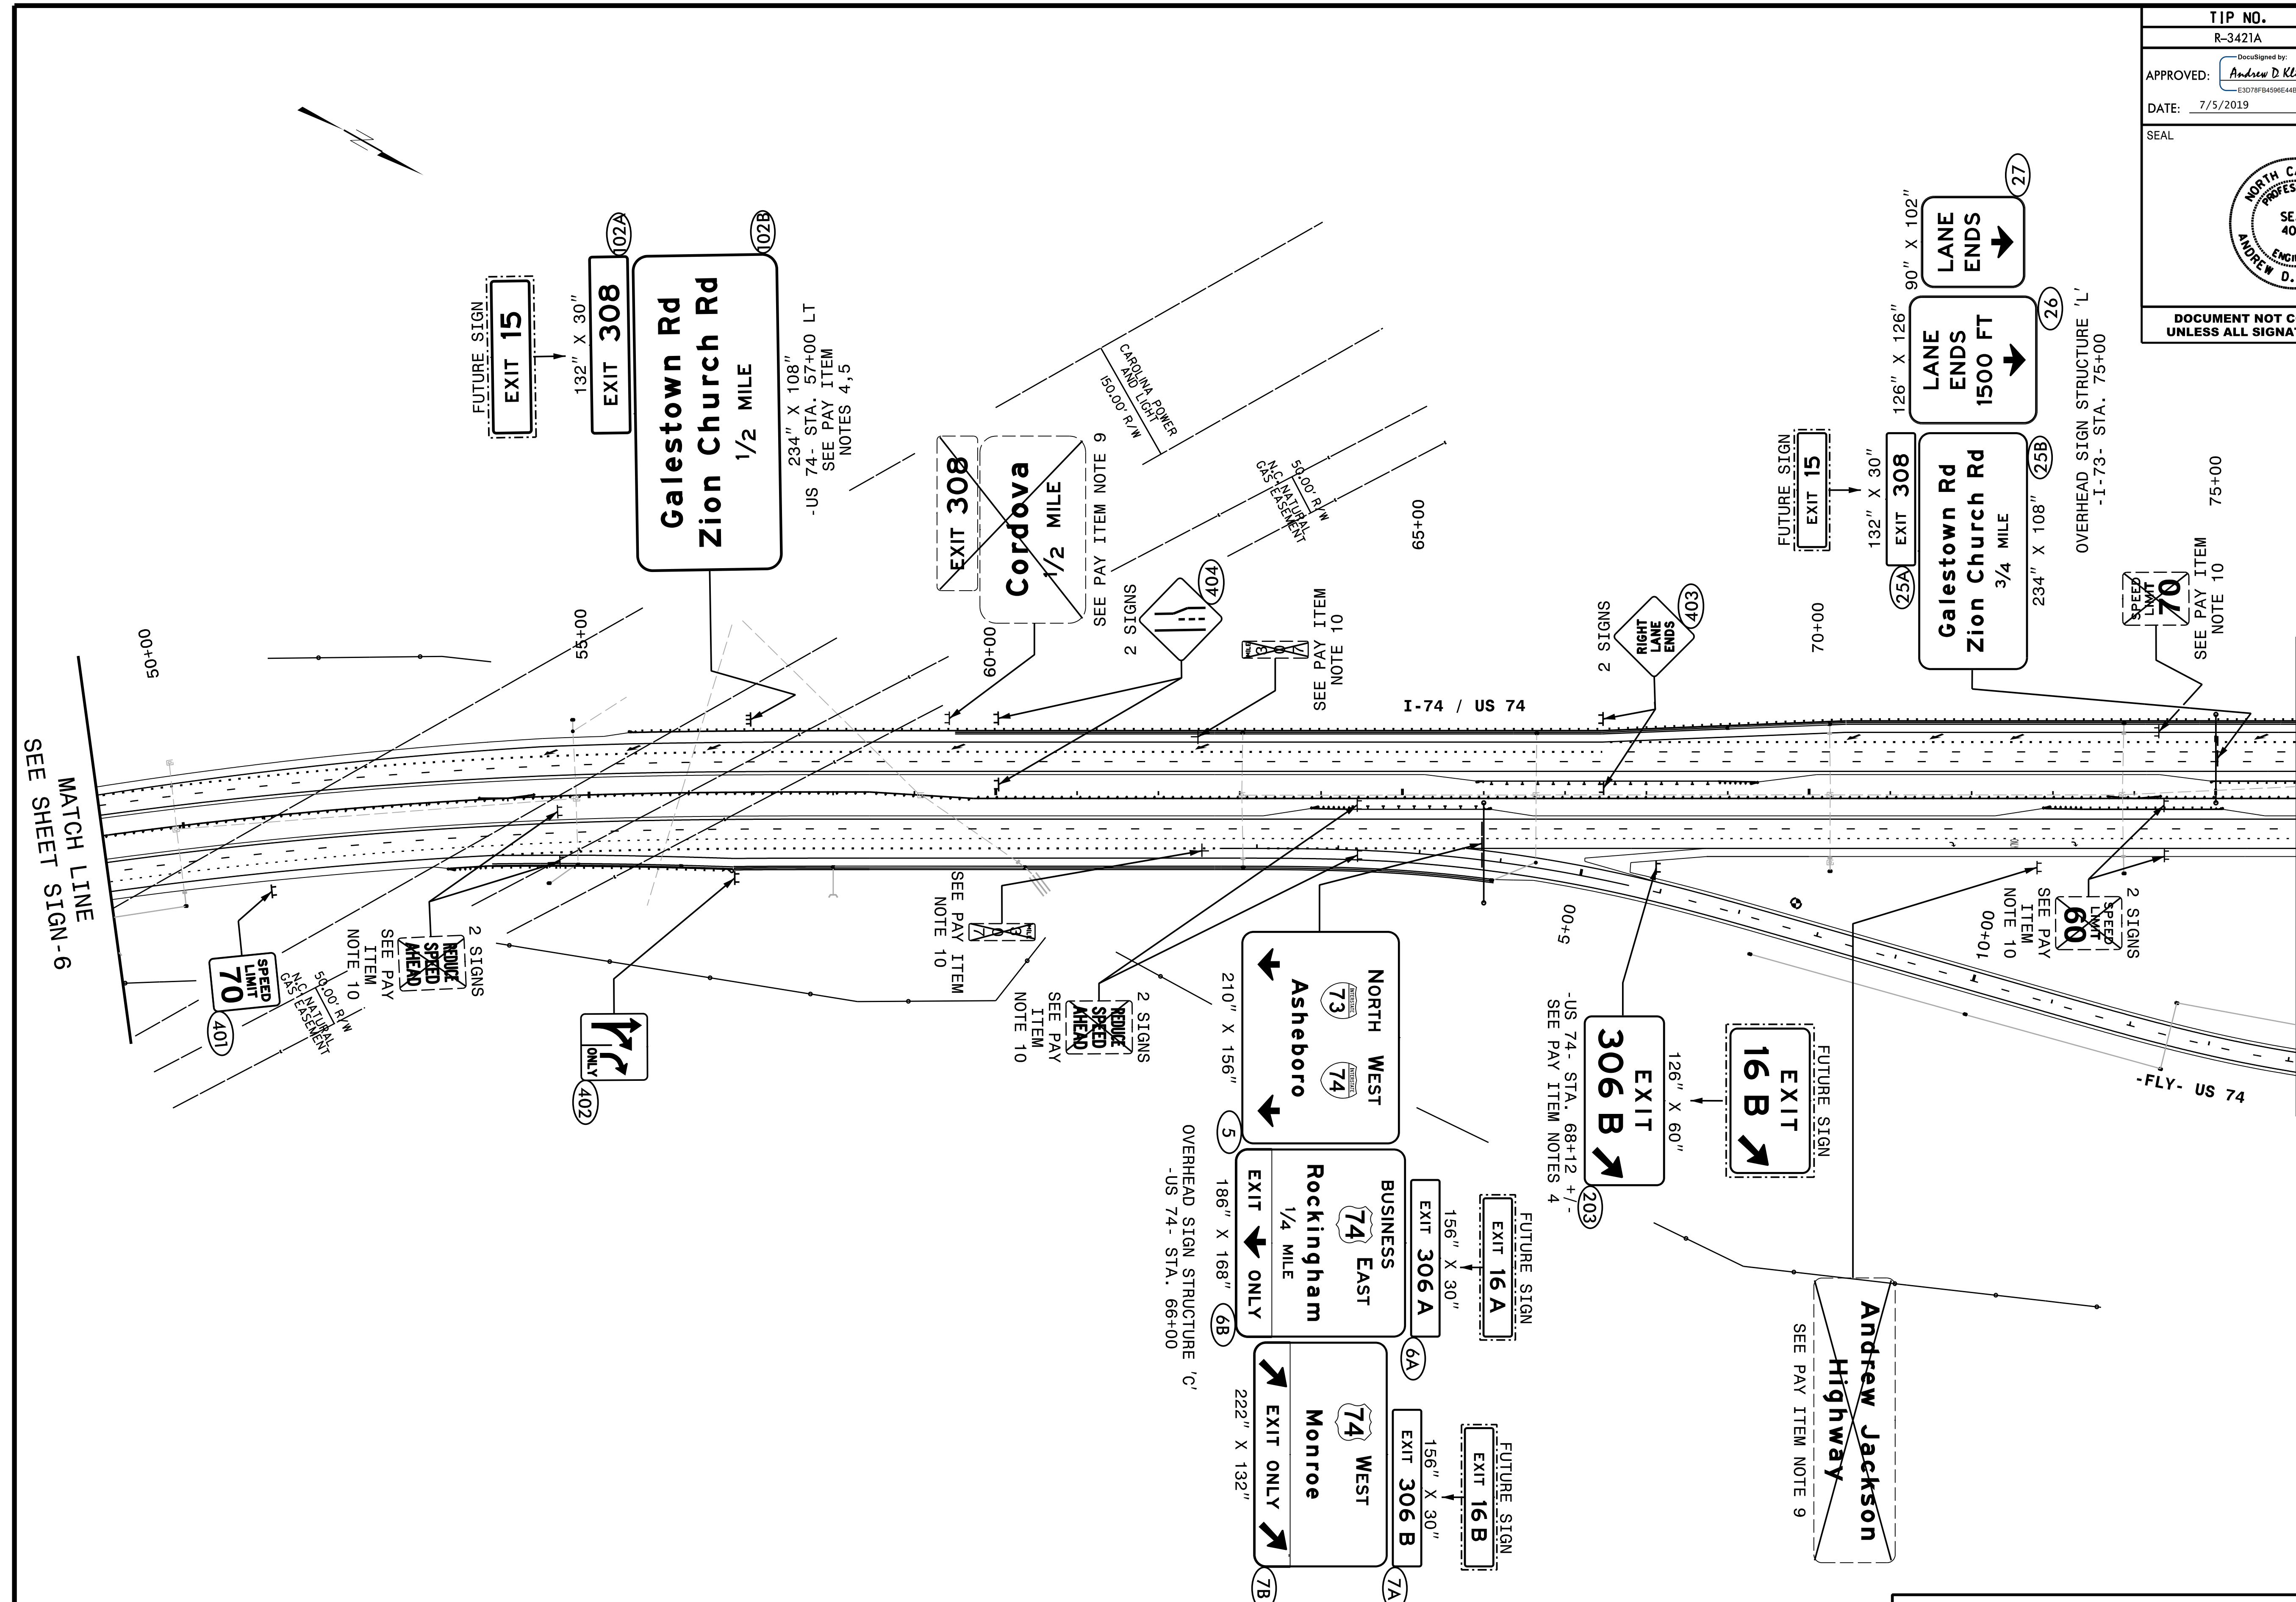 TIP NO.
R-3421A
APPROVED:
DocuSigned by:
Andrew D.
E3D78FB4596E44B
DATE: 7/5/2019
SEAL
NORTH
ANDREW D.
DOCUMENT NOT
UNLESS ALL
FUTURE SIGN
EXIT 15
132" X 30"
EXIT 308
102A
102B
Galestown Rd
Zion Church Rd
1/2 MILE
234" X 108"
-US 74- STA. 57+00 LT
SEE PAY ITEM
NOTES 4,5
EXIT 308
Cordova
1/2 MILE
SEE PAY ITEM NOTE 9
CAROLINA POWER
AND LIGHT
150.00' R/W
50.00' R/W
N.C. NATURAL
GAS EASEMENT
2 SIGNS
404
MILE
307
SEE PAY ITEM
NOTE 10
2 SIGNS
RIGHT
LANE
ENDS
403
90" X 102"
LANE
ENDS
27
126" X 126"
LANE
ENDS
1500 FT
26
FUTURE SIGN
EXIT 15
132" X 30"
EXIT 308
25A
Galestown Rd
Zion Church Rd
3/4 MILE
25B
234" X 108"
OVERHEAD SIGN STRUCTURE 'L'
-I-73- STA. 75+00
SPEED
LIMIT
70
SEE PAY ITEM
NOTE 10
50+00
55+00
60+00
65+00
70+00
75+00
I-74 / US 74
MATCH LINE
SEE SHEET SIGN-6
SPEED
LIMIT
70
401
50.00' R/W
N.C. NATURAL
GAS EASEMENT
2 SIGNS
REDUCE
SPEED
AHEAD
SEE PAY
ITEM
NOTE 10
ONLY
402
MILE
307
SEE PAY ITEM
NOTE 10
2 SIGNS
REDUCE
SPEED
AHEAD
SEE PAY
ITEM
NOTE 10
NORTH WEST
INTERSTATE
73
INTERSTATE
74
Asheboro
210" X 156"
5
BUSINESS
74 EAST
Rockingham
1/4 MILE
EXIT ONLY
186" X 168"
6B
EXIT 306 A
6A
156" X 30"
EXIT 16 A
FUTURE SIGN
OVERHEAD SIGN STRUCTURE 'C'
-US 74- STA. 66+00
74 WEST
Monroe
EXIT ONLY
222" X 132"
7B
EXIT 306 B
7A
156" X 30"
EXIT 16 B
FUTURE SIGN
5+00
10+00
EXIT
306 B
126" X 60"
203
-US 74- STA. 68+12 +/-
SEE PAY ITEM NOTES 4
FUTURE SIGN
EXIT
16 B
2 SIGNS
SPEED
LIMIT
60
SEE PAY
ITEM
NOTE 10
-FLY- US 74
Andrew Jackson
Highway
SEE PAY ITEM NOTE 9